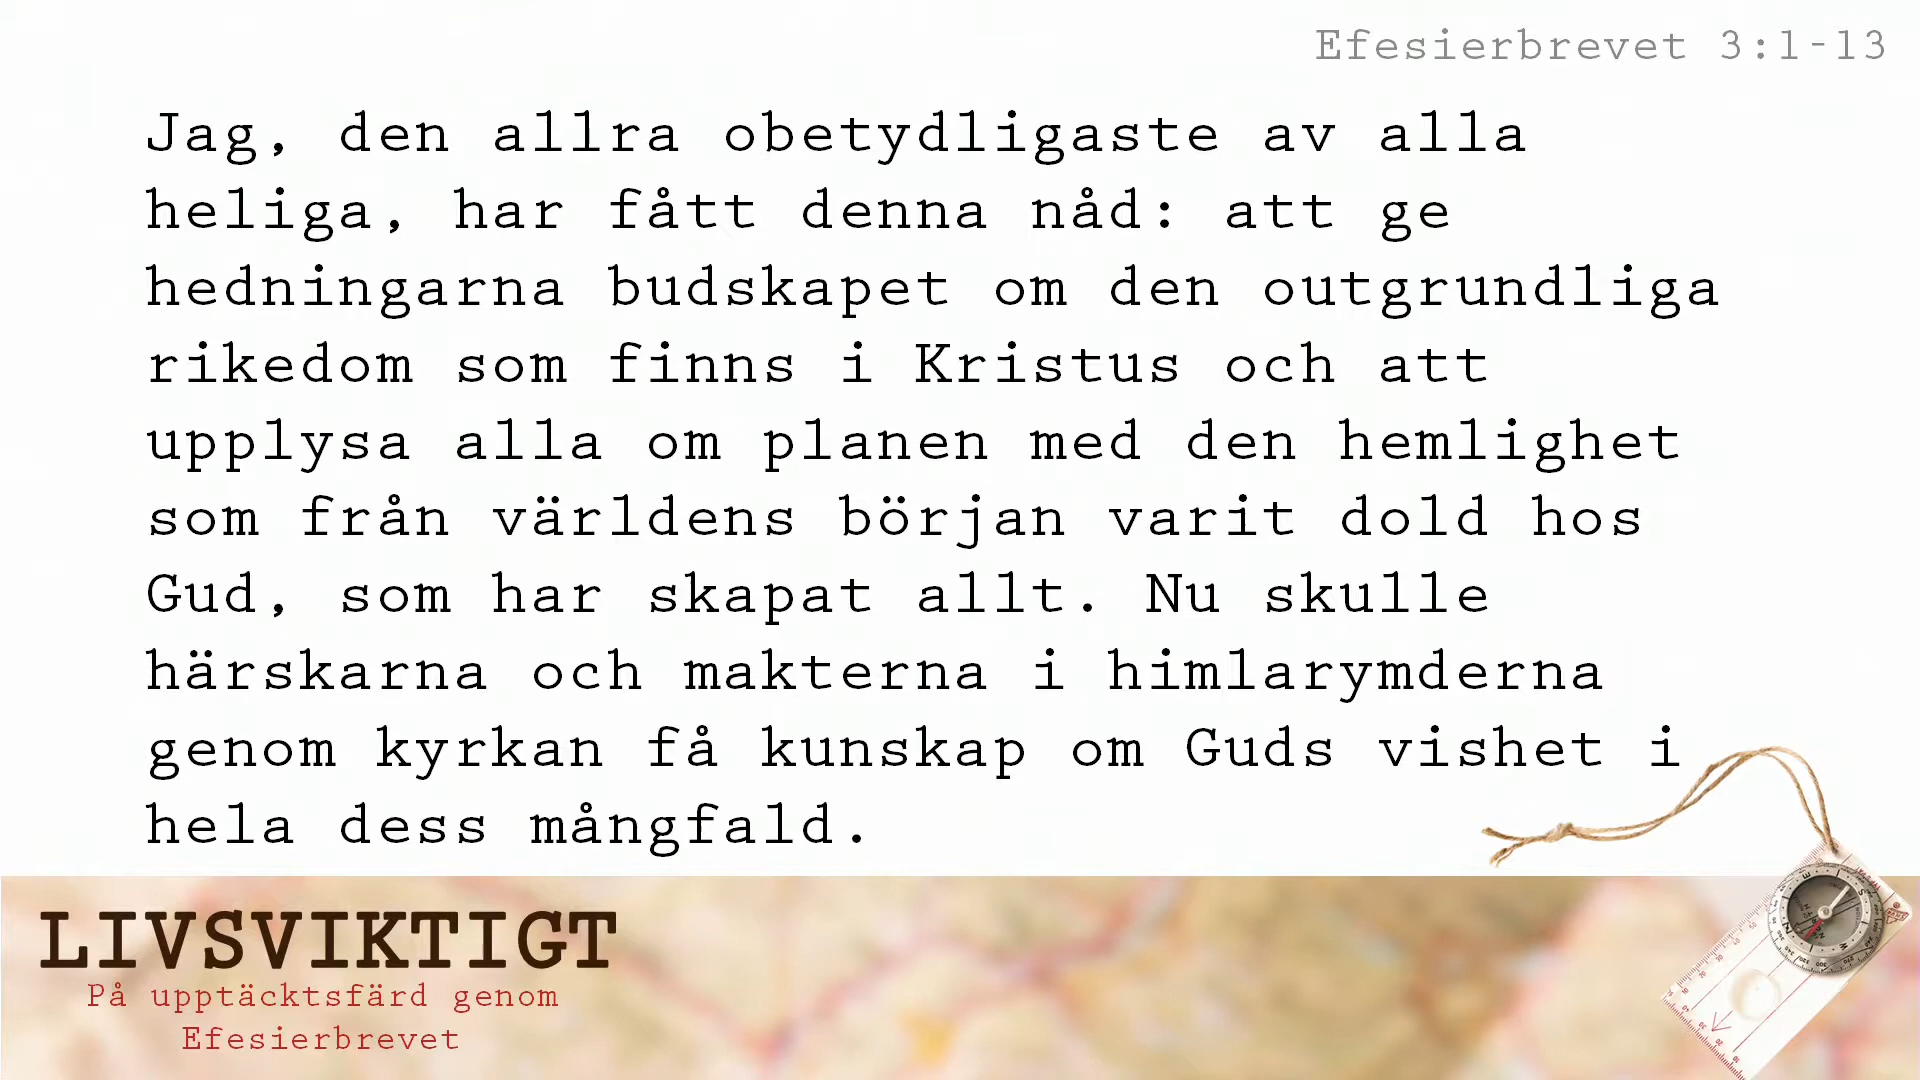 Efesierbrevet 3:1-13
Jag, den allra obetydligaste av alla
heliga, har fått denna nåd: att ge
hedningarna budskapet om den outgrundliga
rikedom som finns i Kristus och att
upplysa alla om planen med den hemlighet
som från världens början varit dold hos
Gud, som har skapat allt. Nu skulle
härskarna och makterna i himlarymderna
genom kyrkan få kunskap om Guds vishet i
hela dess mångfald.
LIVSVIKTIGT
På upptäcktsfärd genom
Efesierbrevet